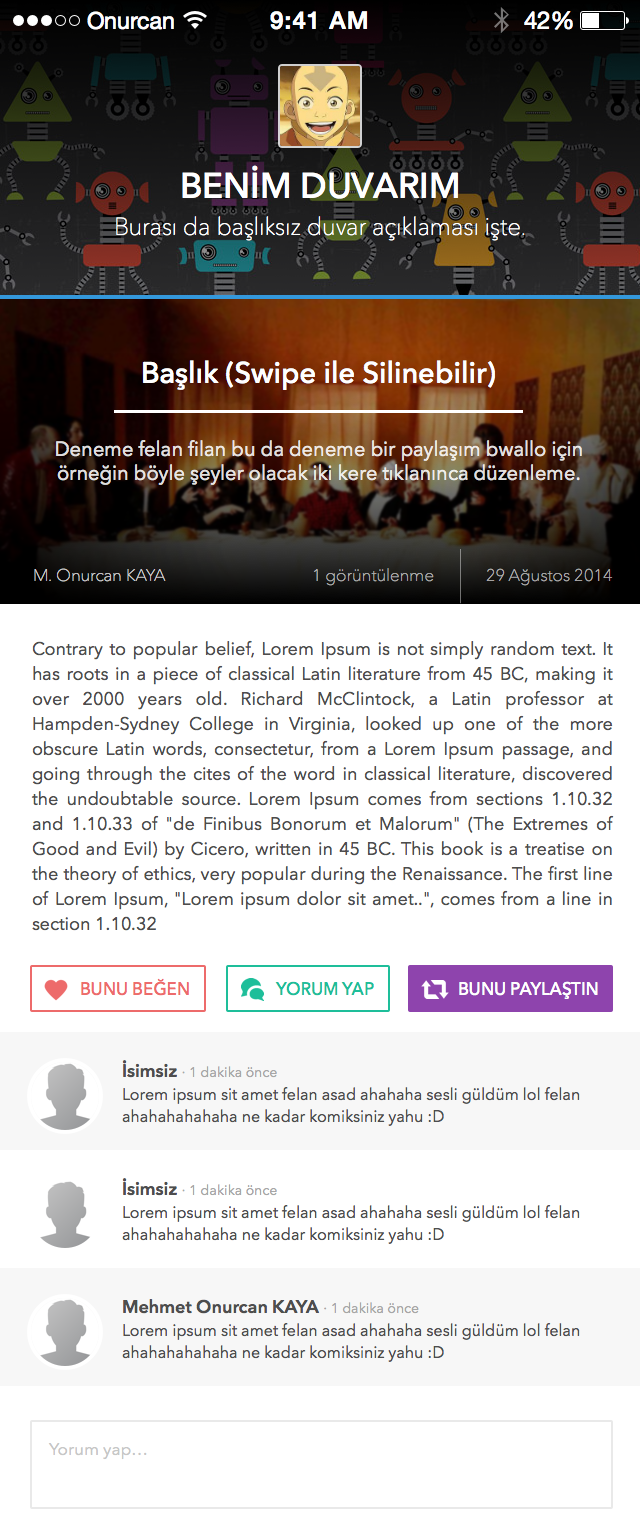 Onurcan 9:41 AM 42%
BENİM DUVARIM
Burası da başlıksız duvar açıklaması işte.
Başlık (Swipe ile Silinebilir)
Deneme felan filan bu da deneme bir paylaşım bwallo için
örneğin böyle şeyler olacak iki kere tıklanınca düzenleme.
M. Onurcan KAYA 1 görüntülenme 29 Ağustos 2014
Contrary to popular belief, Lorem Ipsum is not simply random text. It
has roots in a piece of classical Latin literature from 45 BC, making it
over 2000 years old. Richard McClintock, a Latin professor at
Hampden-Sydney College in Virginia, looked up one of the more
obscure Latin words, consectetur, from a Lorem Ipsum passage, and
going through the cites of the word in classical literature, discovered
the undoubtable source. Lorem Ipsum comes from sections 1.10.32
and 1.10.33 of "de Finibus Bonorum et Malorum" (The Extremes of
Good and Evil) by Cicero, written in 45 BC. This book is a treatise on
the theory of ethics, very popular during the Renaissance. The first line
of Lorem Ipsum, "Lorem ipsum dolor sit amet..", comes from a line in
section 1.10.32
BUNU BEĞEN YORUM YAP BUNU PAYLAŞTIN
İsimsiz · 1 dakika önce
Lorem ipsum sit amet felan asad ahahaha sesli güldüm lol felan
ahahahahahaha ne kadar komiksiniz yahu :D
İsimsiz · 1 dakika önce
Lorem ipsum sit amet felan asad ahahaha sesli güldüm lol felan
ahahahahahaha ne kadar komiksiniz yahu :D
Mehmet Onurcan KAYA · 1 dakika önce
Lorem ipsum sit amet felan asad ahahaha sesli güldüm lol felan
ahahahahahaha ne kadar komiksiniz yahu :D
Yorum yap...